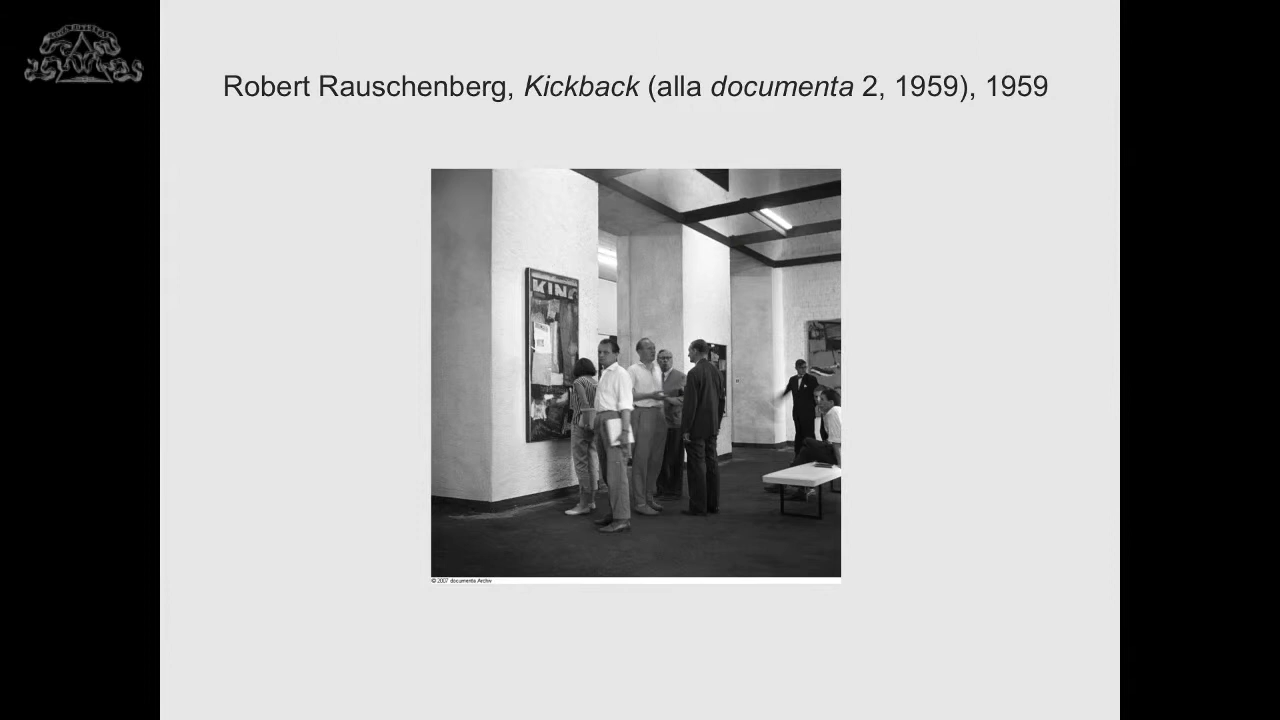 Robert Rauschenberg, Kickback (alla documenta 2, 1959), 1959
KING
© 2007 documenta Archiv